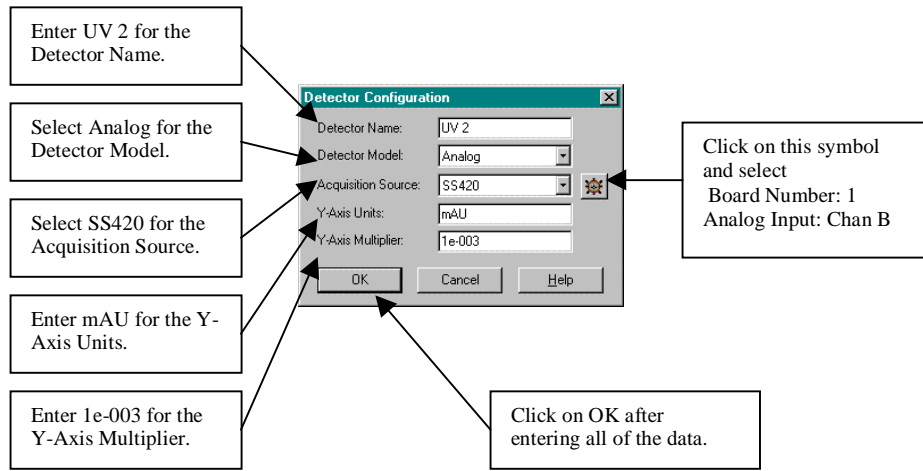 Enter UV 2 for the
Detector Name.
Select Analog for the
Detector Model.
Select SS420 for the
Acquisition Source.
Enter mAU for the Y-
Axis Units.
Enter 1e-003 for the
Y-Axis Multiplier.
Detector Configuration
Detector Name: UV 2
Detector Model: Analog
Acquisition Source: SS420
Y-Axis Units: mAU
Y-Axis Multiplier: 1e-003
OK Cancel Help
Click on this symbol
and select
Board Number: 1
Analog Input: Chan B
Click on OK after
entering all of the data.